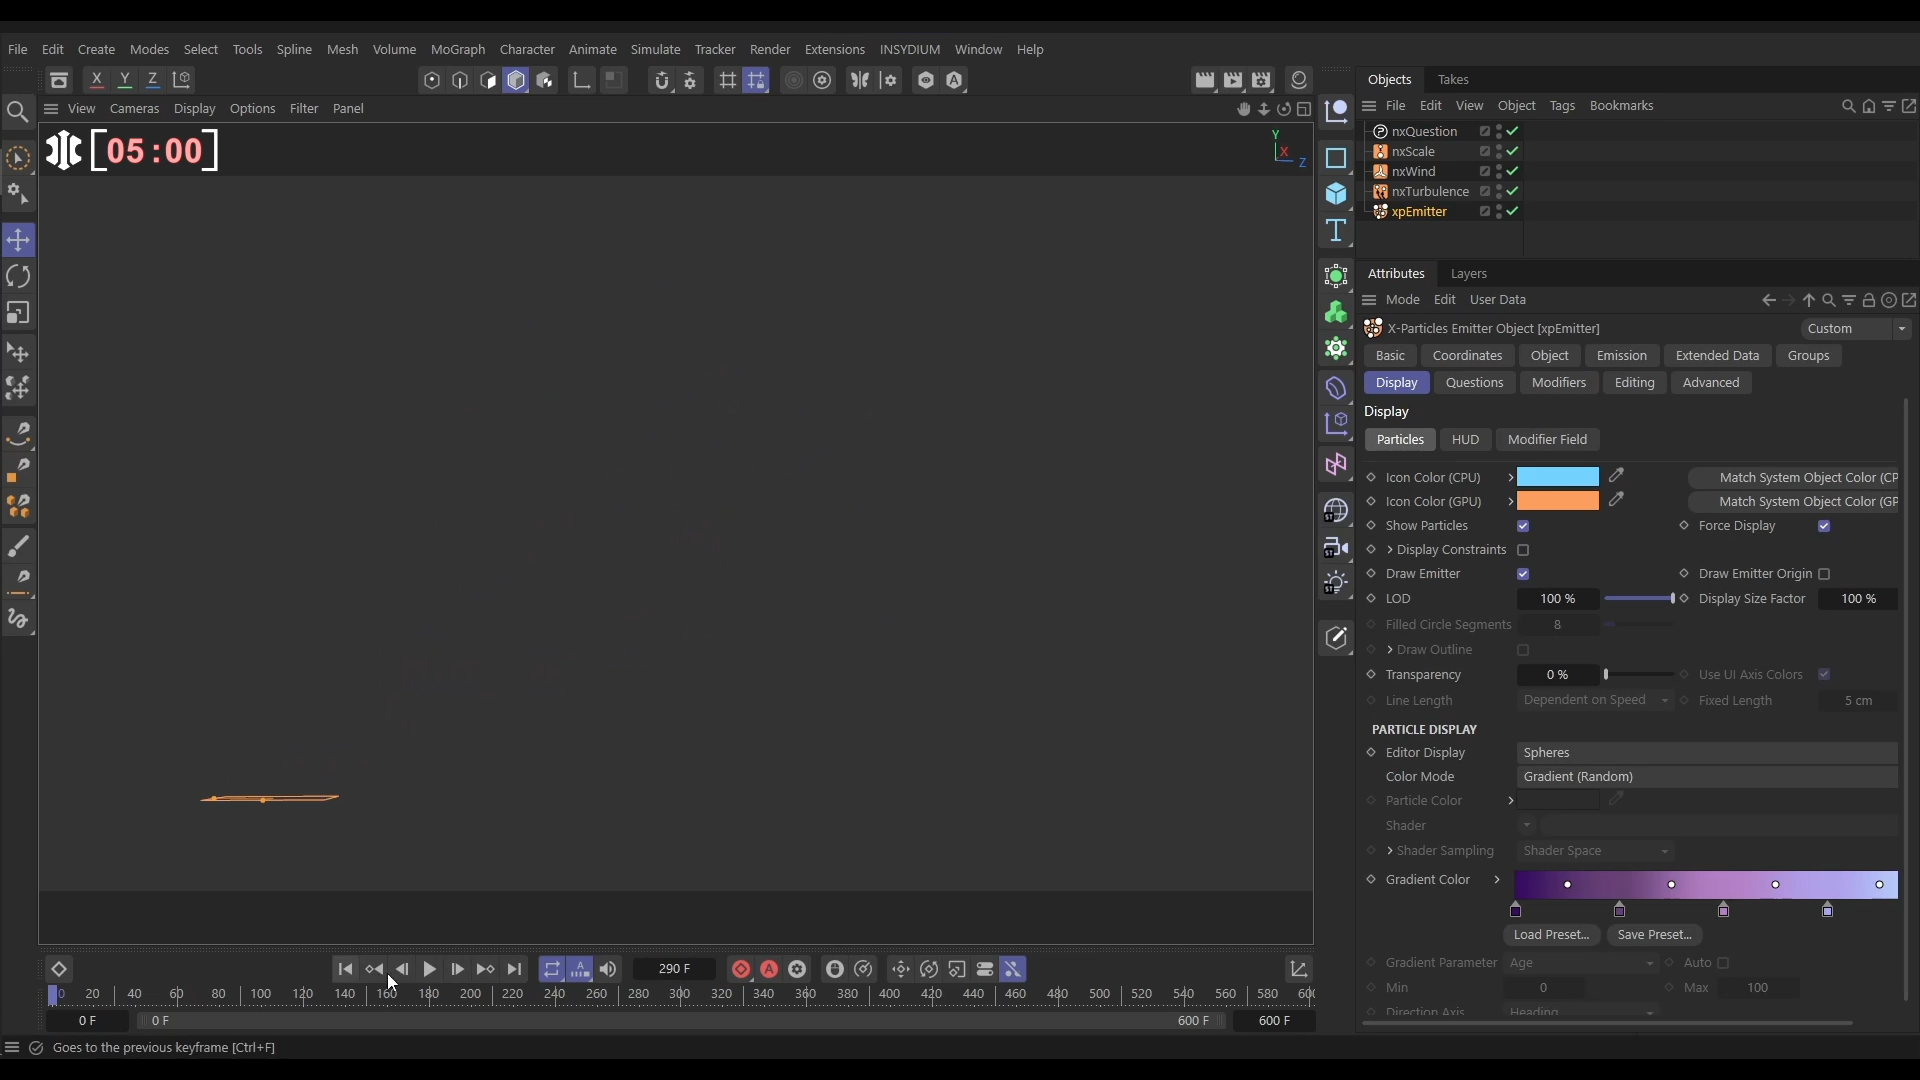 File Edit Create Modes Select Tools Spline Mesh Volume MoGraph Character Animate Simulate Tracker Render Extensions INSYDIUM Window Help
X Y Z
View Cameras Display Options Filter Panel
[05:00]
Y
X
Z
Objects Takes
File Edit View Object Tags Bookmarks
nxQuestion
nxScale
nxWind
nxTurbulence
xpEmitter
Attributes Layers
Mode Edit User Data
X-Particles Emitter Object [xpEmitter] Custom
Basic Coordinates Object Emission Extended Data Groups
Display Questions Modifiers Editing Advanced
Display
Particles HUD Modifier Field
Icon Color (CPU) Match System Object Color (CP
Icon Color (GPU) Match System Object Color (GP
Show Particles Force Display
Display Constraints
Draw Emitter Draw Emitter Origin
LOD 100 % Display Size Factor 100 %
Filled Circle Segments 8
Draw Outline
Transparency 0 % Use UI Axis Colors
Line Length Dependent on Speed Fixed Length 5 cm
PARTICLE DISPLAY
Editor Display Spheres
Color Mode Gradient (Random)
Particle Color
Shader
Shader Sampling Shader Space
Gradient Color
Load Preset... Save Preset...
Gradient Parameter Age Auto
Min 0 Max 100
Direction Axis Heading
290 F
0 20 40 60 80 100 120 140 160 180 200 220 240 260 280 300 320 340 360 380 400 420 440 460 480 500 520 540 560 580 60
0 F 0 F 600 F 600 F
Goes to the previous keyframe [Ctrl+F]